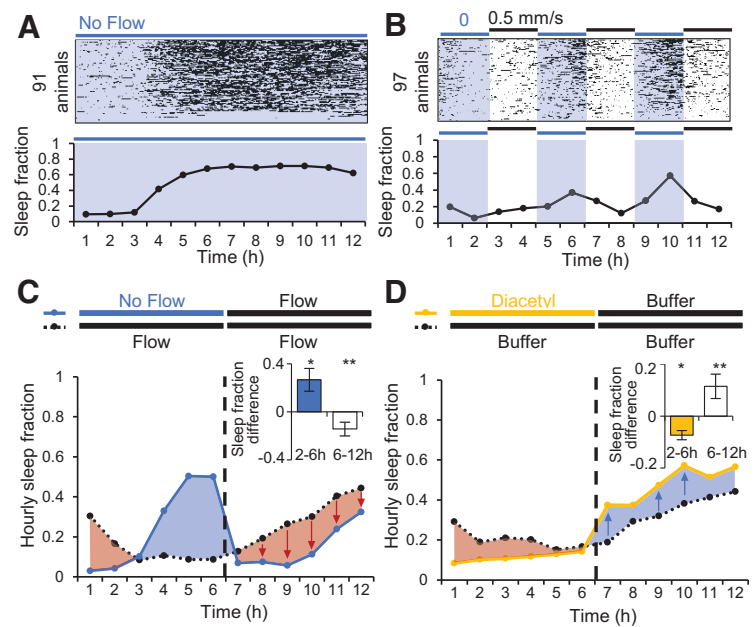 A
No Flow
91
animals
Sleep fraction
1
0.8
0.6
0.4
0.2
0
1 2 3 4 5 6 7 8 9 10 11 12
Time (h)
B
0 0.5 mm/s
97
animals
Sleep fraction
1
0.8
0.6
0.4
0.2
0
1 2 3 4 5 6 7 8 9 10 11 12
Time (h)
C
No Flow Flow
Flow Flow
Hourly sleep fraction
1
0.8
0.6
0.4
0.2
0
1 2 3 4 5 6 7 8 9 10 11 12
Time (h)
Sleep fraction
difference
0.4
0
-0.4
* **
2-6h 6-12h
D
Diacetyl Buffer
Buffer Buffer
Hourly sleep fraction
1
0.8
0.6
0.4
0.2
0
1 2 3 4 5 6 7 8 9 10 11 12
Time (h)
Sleep fraction
difference
0.2
0
-0.2
* **
2-6h 6-12h